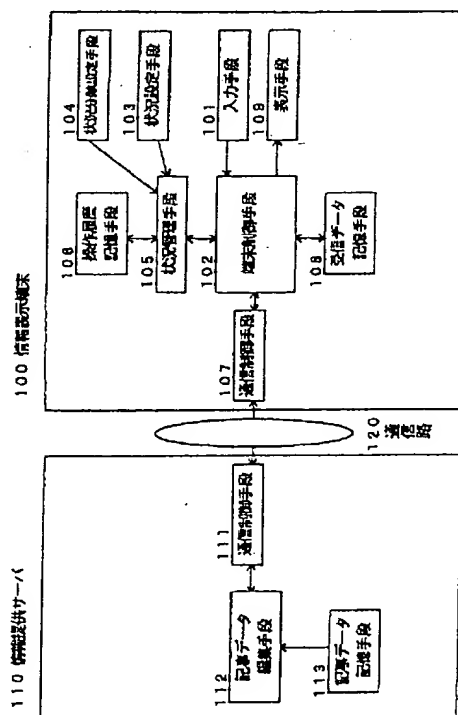 110 情報提供サーバ
112
記事データ
編集手段
113
記事データ
記憶手段
111
通信制御手段
120
通信路
100 情報表示端末
107
通信制御手段
106
操作履歴
記憶手段
105
状況管理手段
102
端末制御手段
108
受信データ
記憶手段
104
状況分類設定手段
103
状況設定手段
101
入力手段
109
表示手段